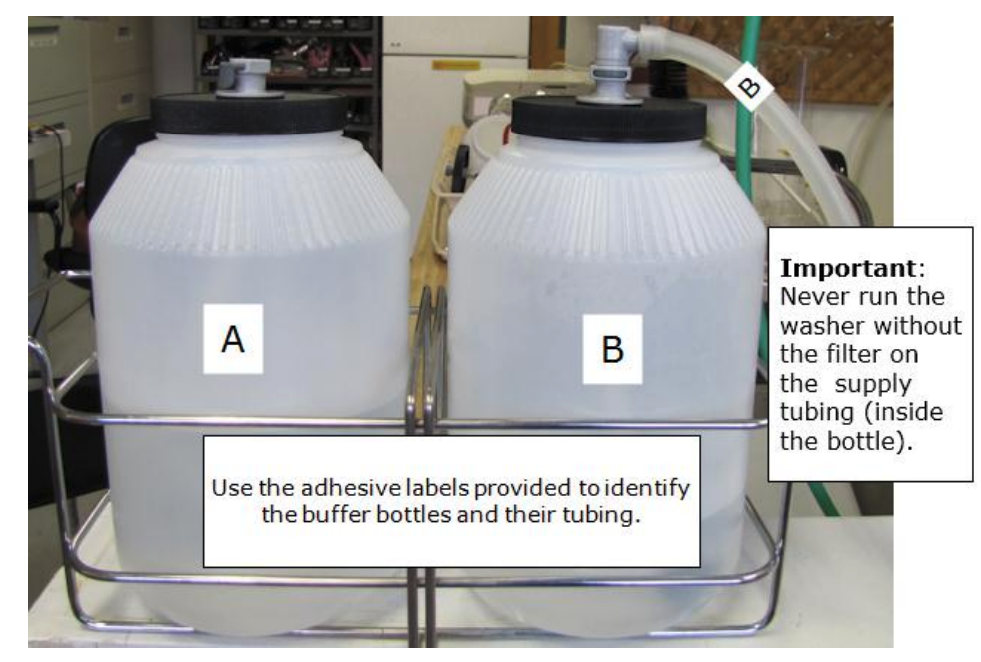 B
A
B
Important:
Never run the
washer without
the filter on
the supply
tubing (inside
the bottle).
Use the adhesive labels provided to identify
the buffer bottles and their tubing.